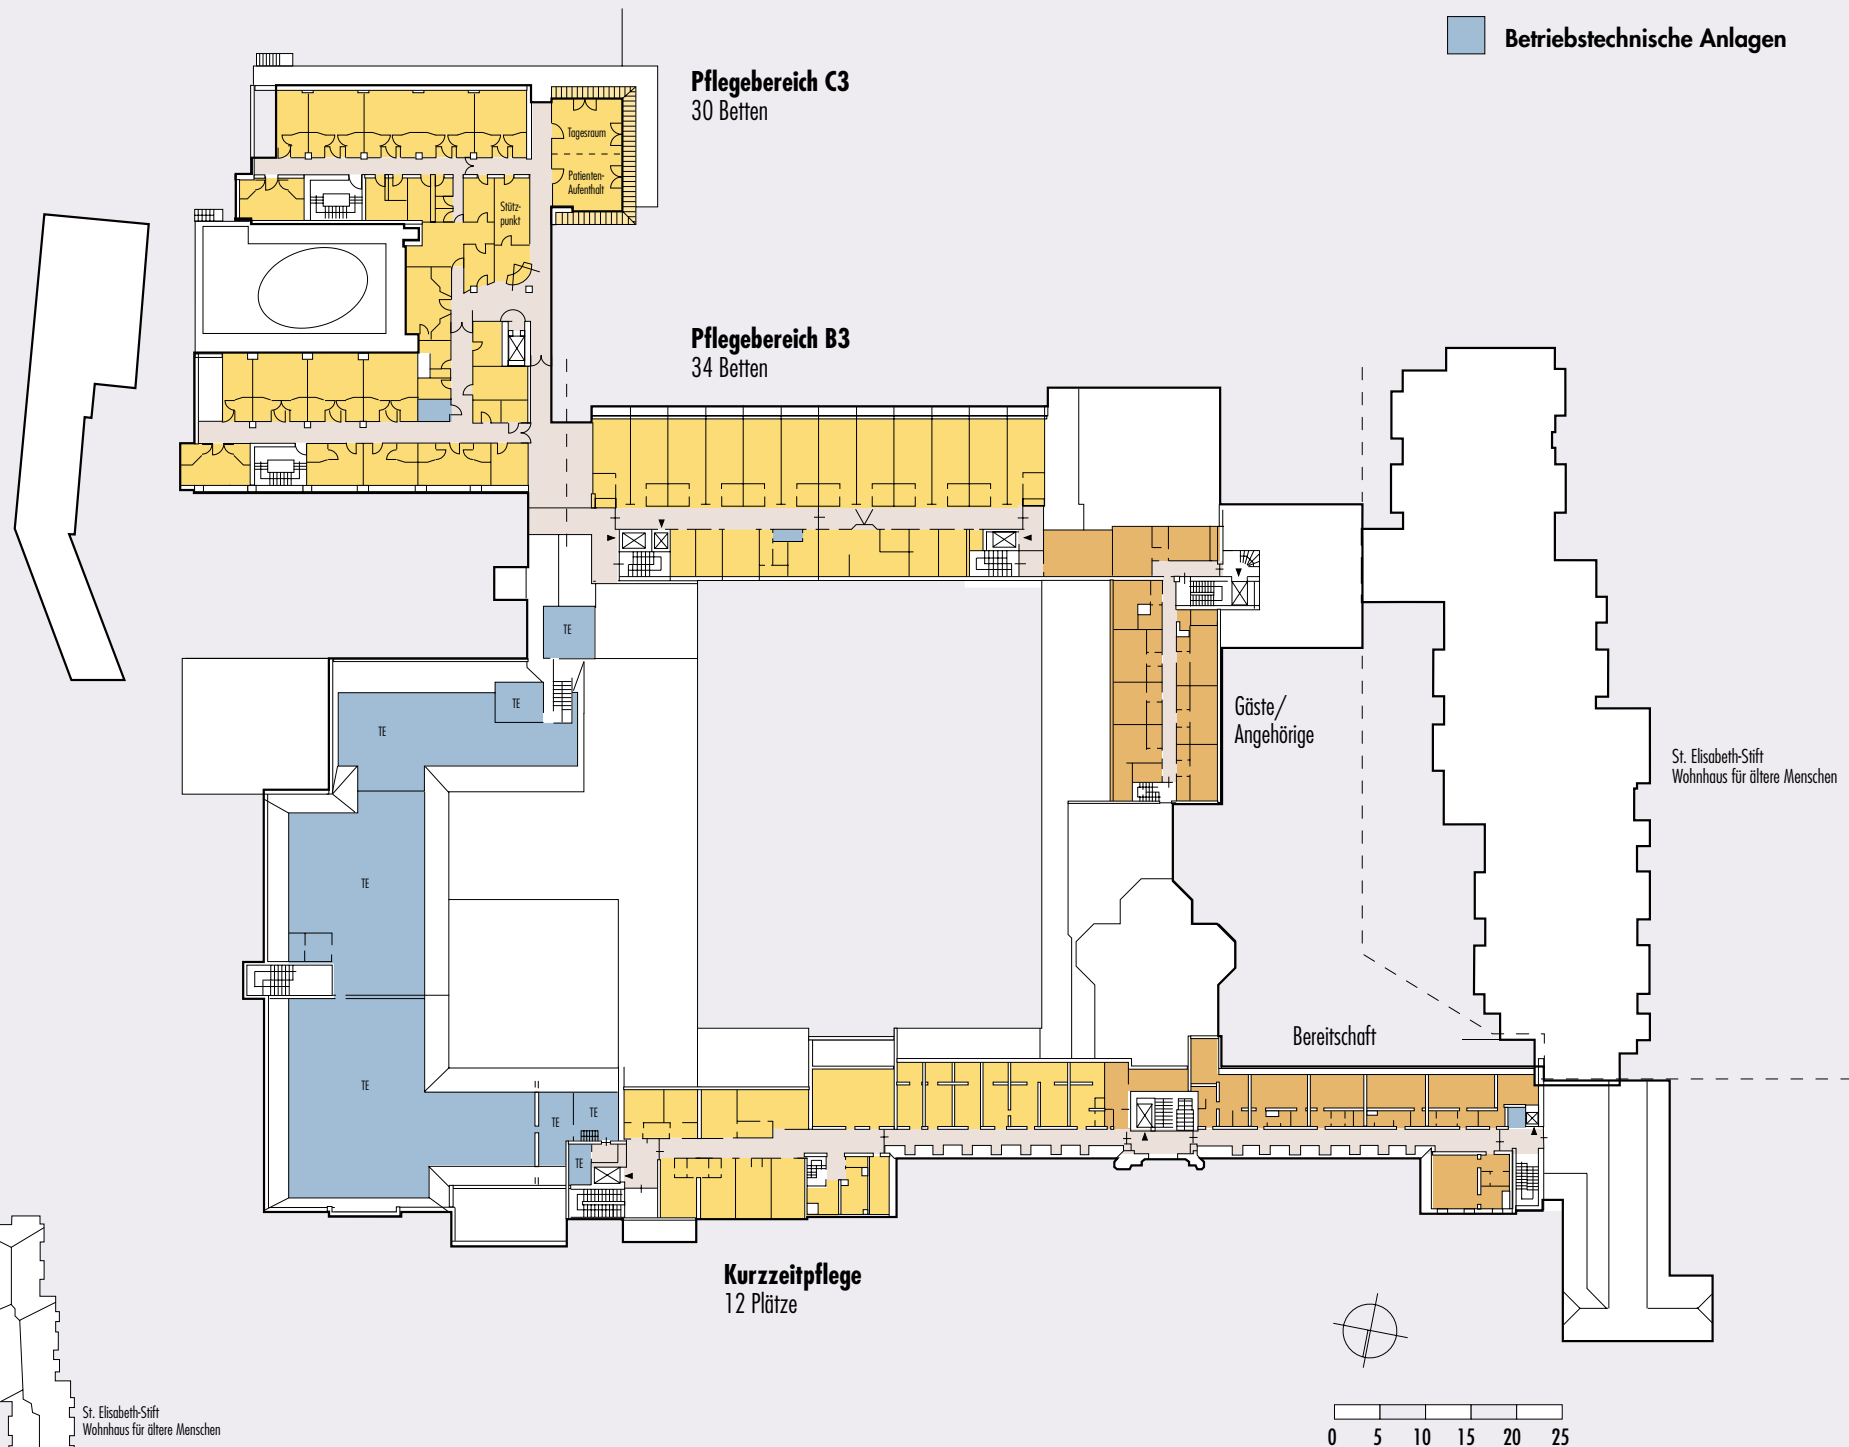 Betriebstechnische Anlagen
Pflegebereich C3
30 Betten
Tagesraum
Patienten-
Aufenthalt
Stütz-
punkt
Pflegebereich B3
34 Betten
TE
TE
TE
Gäste/
Angehörige
St. Elisabeth-Stift
Wohnhaus für ältere Menschen
TE
Bereitschaft
TE
TE
TE
TE
Kurzzeitpflege
12 Plätze
St. Elisabeth-Stift
Wohnhaus für ältere Menschen
0 5 10 15 20 25